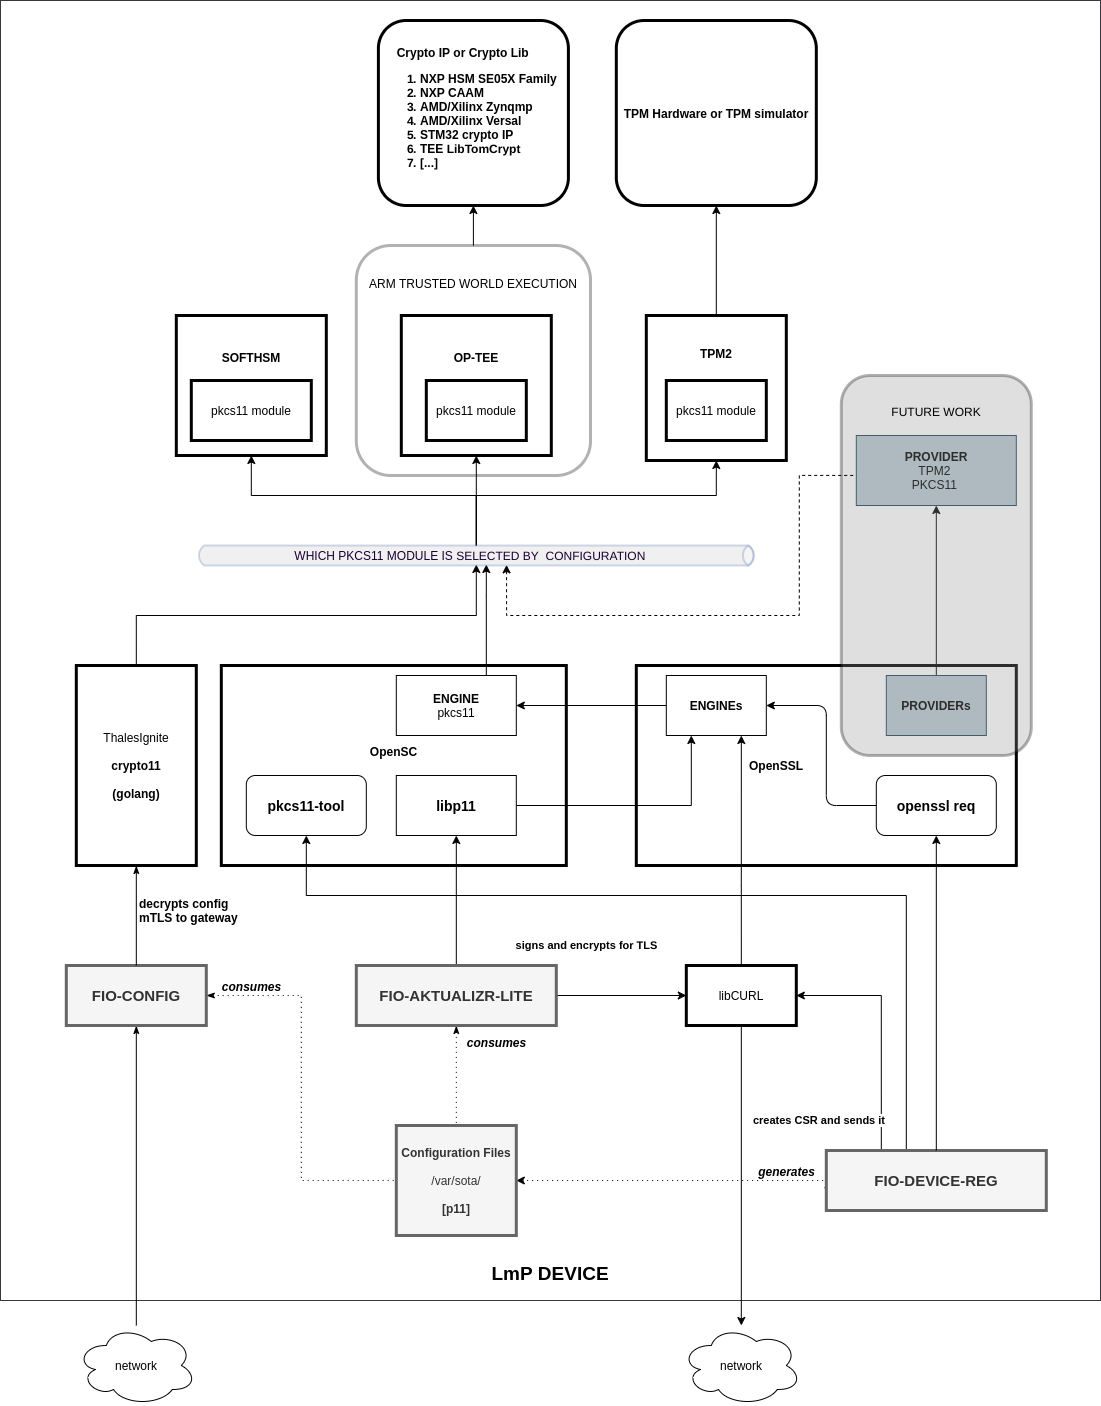 Crypto IP or Crypto Lib
1. NXP HSM SE05X Family
2. NXP CAAM
3. AMD/Xilinx Zynqmp
4. AMD/Xilinx Versal
5. STM32 crypto IP
6. TEE LibTomCrypt
7. [...]
TPM Hardware or TPM simulator
ARM TRUSTED WORLD EXECUTION
SOFTHSM
pkcs11 module
OP-TEE
pkcs11 module
TPM2
pkcs11 module
FUTURE WORK
PROVIDER
TPM2
PKCS11
WHICH PKCS11 MODULE IS SELECTED BY  CONFIGURATION
ThalesIgnite
crypto11
(golang)
ENGINE
pkcs11
OpenSC
pkcs11-tool
libp11
ENGINEs
OpenSSL
PROVIDERs
openssl req
decrypts config
mTLS to gateway
signs and encrypts for TLS
FIO-CONFIG
consumes
FIO-AKTUALIZR-LITE
libCURL
consumes
creates CSR and sends it
Configuration Files
/var/sota/
[p11]
generates
FIO-DEVICE-REG
LmP DEVICE
network
network